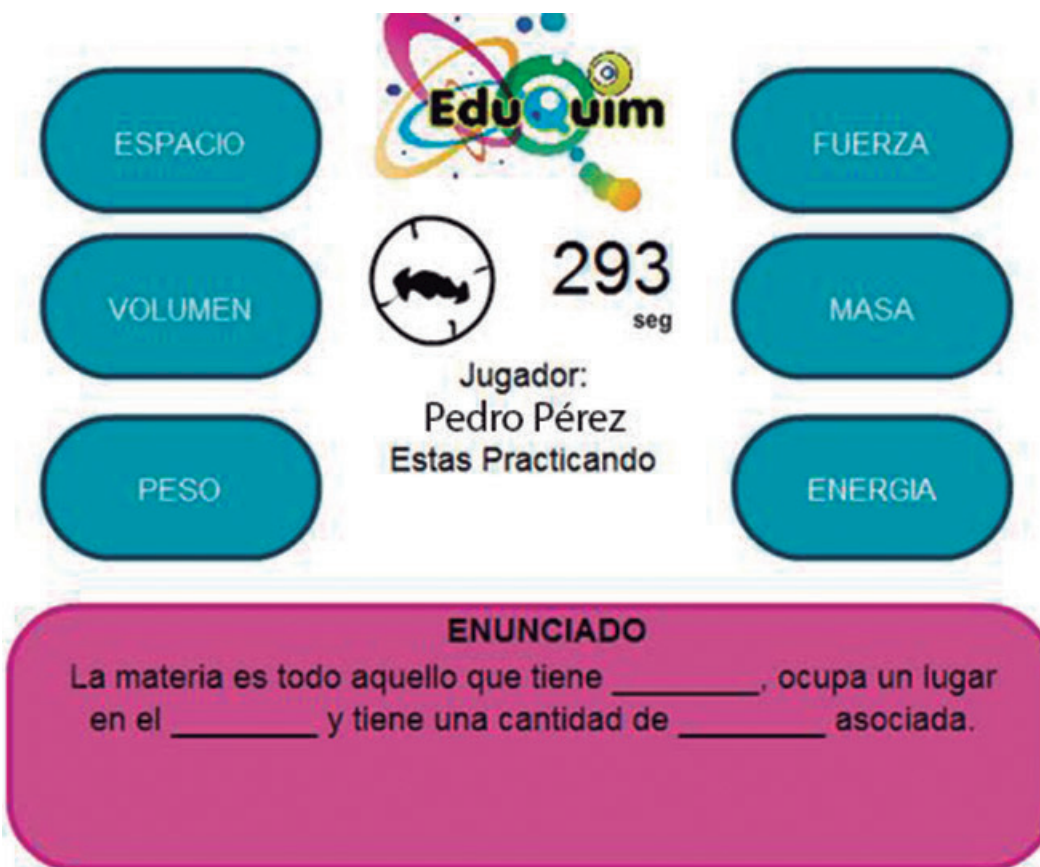 EduQuim
ESPACIO
FUERZA
293
seg
VOLUMEN
MASA
Jugador:
Pedro Pérez
Estas Practicando
PESO
ENERGIA
ENUNCIADO
La materia es todo aquello que tiene ________, ocupa un lugar
en el ________ y tiene una cantidad de ________ asociada.